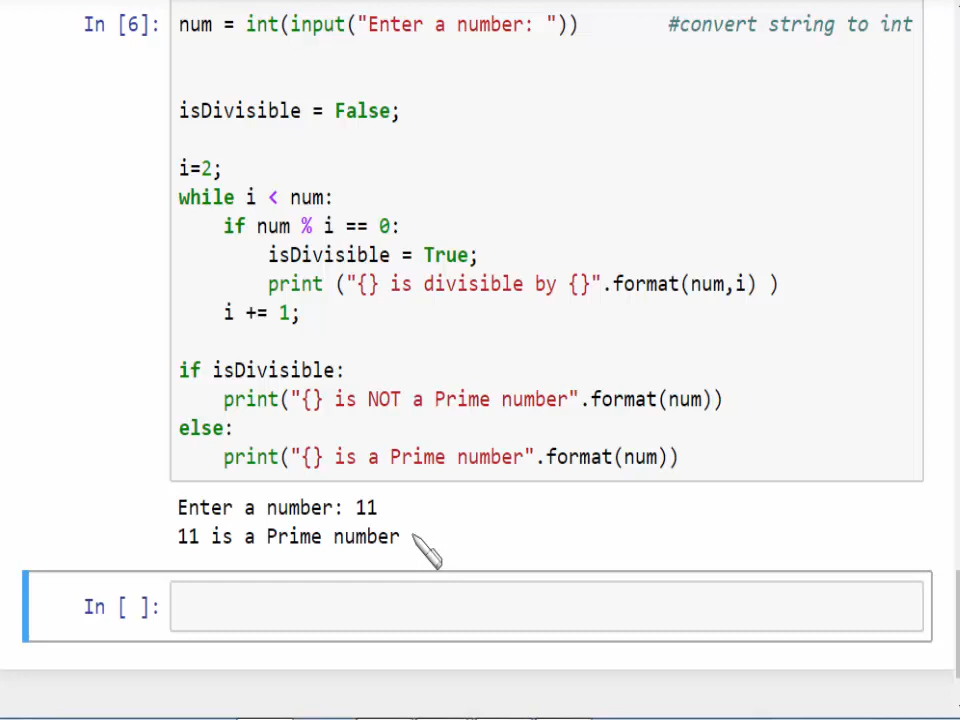 In [6]: num = int(input("Enter a number: ")) #convert string to int
isDivisible = False;
i=2;
while i < num:
if num % i == 0:
isDivisible = True;
print ("{} is divisible by {}".format(num,i) )
i += 1;
if isDivisible:
print("{} is NOT a Prime number".format(num))
else:
print("{} is a Prime number".format(num))
Enter a number: 11
11 is a Prime number
In [ ]: